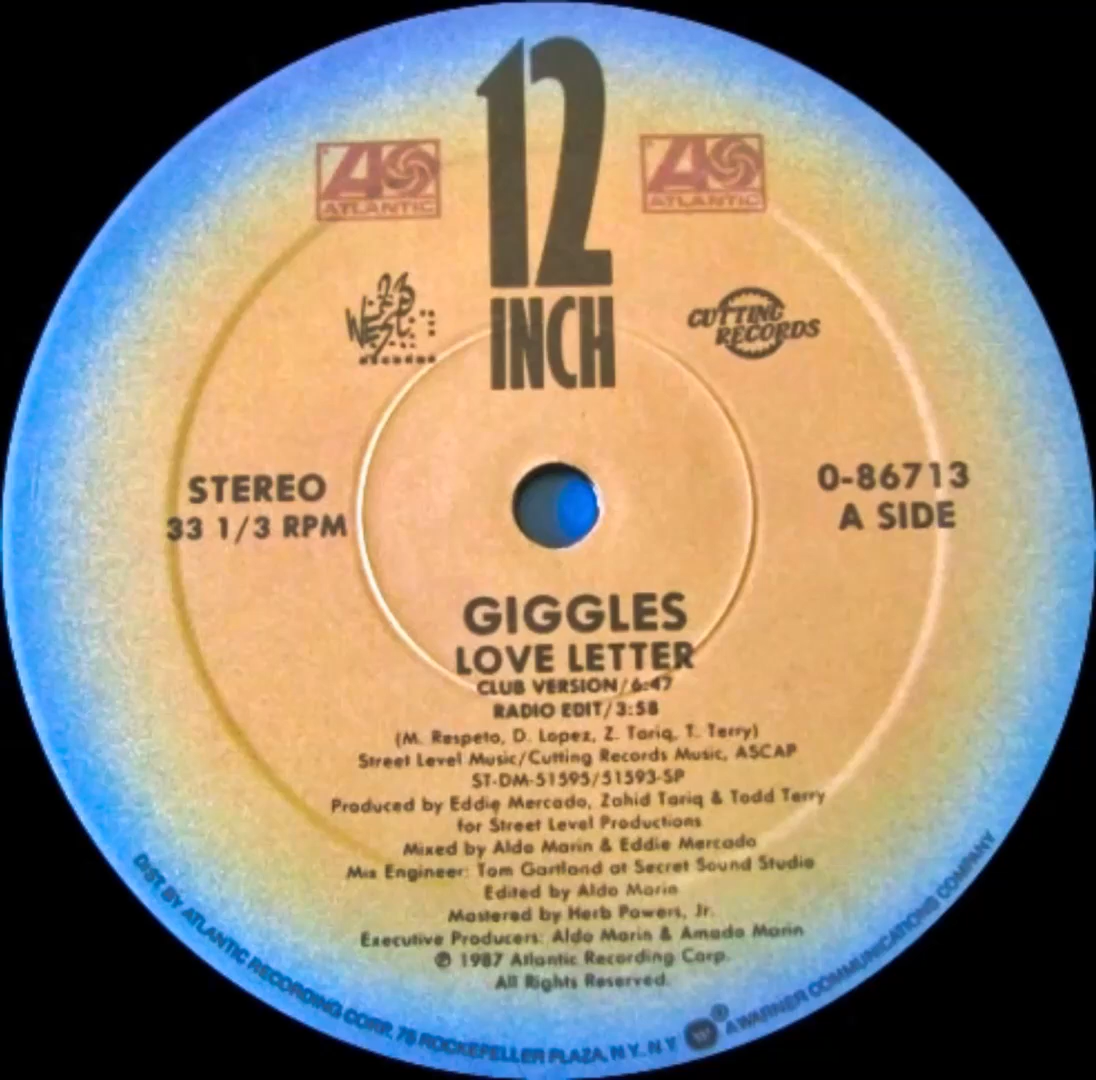 12
INCH
ATLANTIC
ATLANTIC
23
WEST
CUTTING
RECORDS
STEREO
33 1/3 RPM
0-86713
A SIDE
GIGGLES
LOVE LETTER
CLUB VERSION/6:47
RADIO EDIT/3:58
(M. Respeto, D. Lopez, Z. Tariq, T. Terry)
Street Level Music/Cutting Records Music, ASCAP
ST-DM-51595/51593-SP
Produced by Eddie Mercado, Zahid Tariq & Todd Terry
for Street Level Productions
Mixed by Aldo Marin & Eddie Mercado
Mix Engineer: Tom Gartland at Secret Sound Studio
Edited by Aldo Marin
Mastered by Herb Powers, Jr.
Executive Producers: Aldo Marin & Amado Marin
℗ 1987 Atlantic Recording Corp.
All Rights Reserved.
DIST. BY ATLANTIC RECORDING CORP., 75 ROCKEFELLER PLAZA, N.Y., N.Y. ® A WARNER COMMUNICATIONS COMPANY